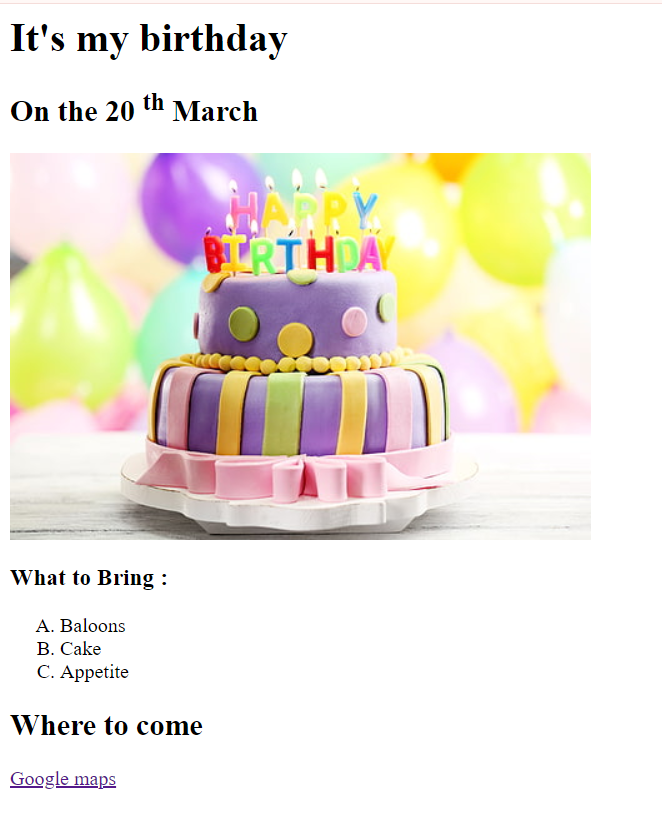 It's my birthday
On the 20 th March
HAPPY
BIRTHDAY
What to Bring :
A. Baloons
B. Cake
C. Appetite
Where to come
Google maps